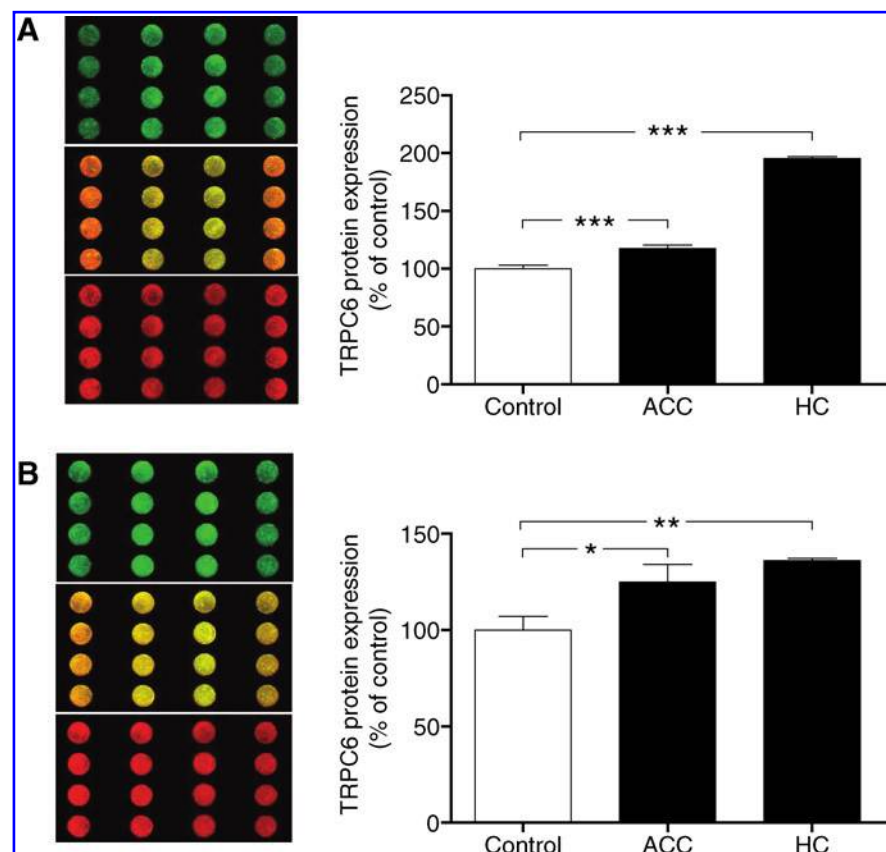 A
TRPC6 protein expression
(% of control)
250
200
150
100
50
0
***
***
Control ACC HC
B
TRPC6 protein expression
(% of control)
150
100
50
0
**
*
Control ACC HC